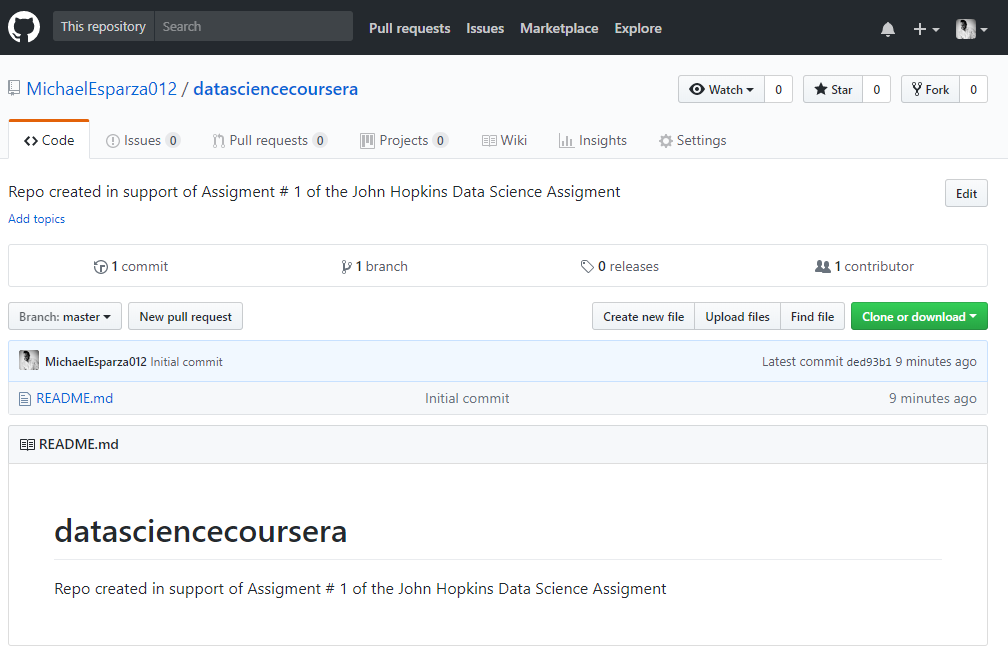 This repository Search Pull requests Issues Marketplace Explore
MichaelEsparza012 / datasciencecoursera Watch 0 Star 0 Fork 0
Code Issues 0 Pull requests 0 Projects 0 Wiki Insights Settings
Repo created in support of Assigment # 1 of the John Hopkins Data Science Assigment Edit
Add topics
1 commit 1 branch 0 releases 1 contributor
Branch: master New pull request Create new file Upload files Find file Clone or download
MichaelEsparza012 Initial commit Latest commit ded93b1 9 minutes ago
README.md Initial commit 9 minutes ago
README.md
datasciencecoursera
Repo created in support of Assigment # 1 of the John Hopkins Data Science Assigment